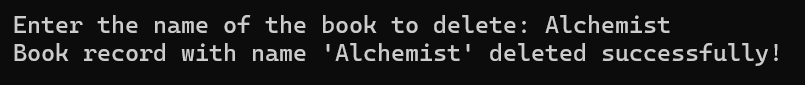 Enter the name of the book to delete: Alchemist
Book record with name 'Alchemist' deleted successfully!